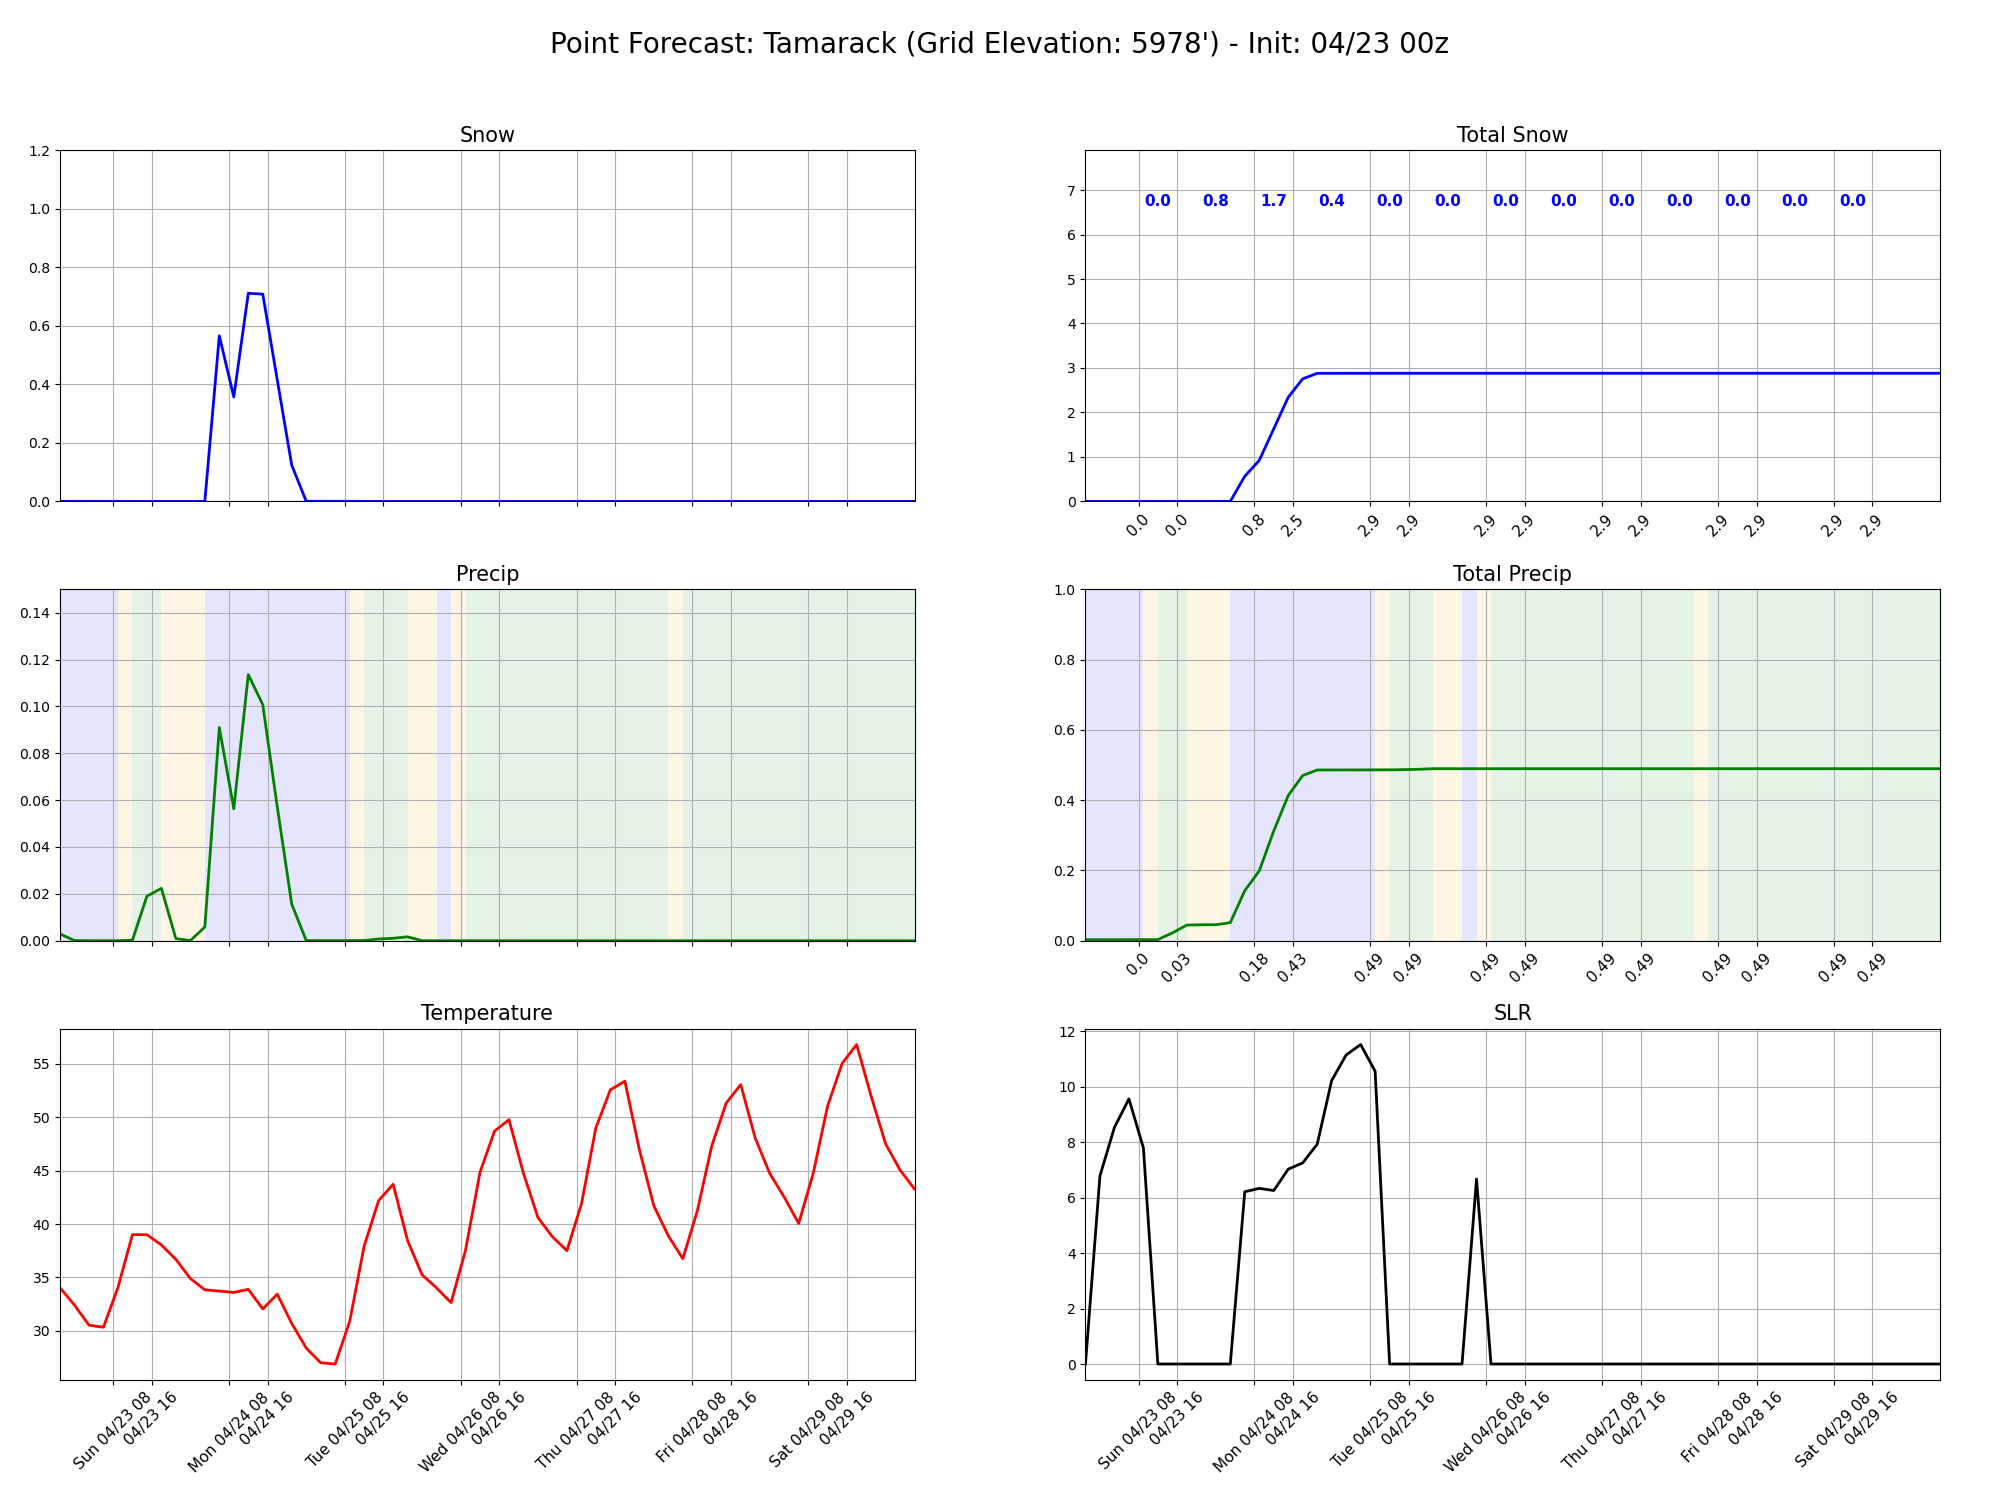 Point Forecast: Tamarack (Grid Elevation: 5978') - Init: 04/23 00z
Snow
1.2
1.0
0.8
0.6
0.4
0.2
0.0
Total Snow
7
6
5
4
3
2
1
0
0.0 0.8 1.7 0.4 0.0 0.0 0.0 0.0 0.0 0.0 0.0 0.0 0.0
0.0 0.0 0.8 2.5 2.9 2.9 2.9 2.9 2.9 2.9 2.9 2.9 2.9 2.9
Precip
0.14
0.12
0.10
0.08
0.06
0.04
0.02
0.00
Total Precip
1.0
0.8
0.6
0.4
0.2
0.0
0.0 0.03 0.18 0.43 0.49 0.49 0.49 0.49 0.49 0.49 0.49 0.49 0.49 0.49
Temperature
55
50
45
40
35
30
Sun 04/23 08
04/23 16
Mon 04/24 08
04/24 16
Tue 04/25 08
04/25 16
Wed 04/26 08
04/26 16
Thu 04/27 08
04/27 16
Fri 04/28 08
04/28 16
Sat 04/29 08
04/29 16
SLR
12
10
8
6
4
2
0
Sun 04/23 08
04/23 16
Mon 04/24 08
04/24 16
Tue 04/25 08
04/25 16
Wed 04/26 08
04/26 16
Thu 04/27 08
04/27 16
Fri 04/28 08
04/28 16
Sat 04/29 08
04/29 16